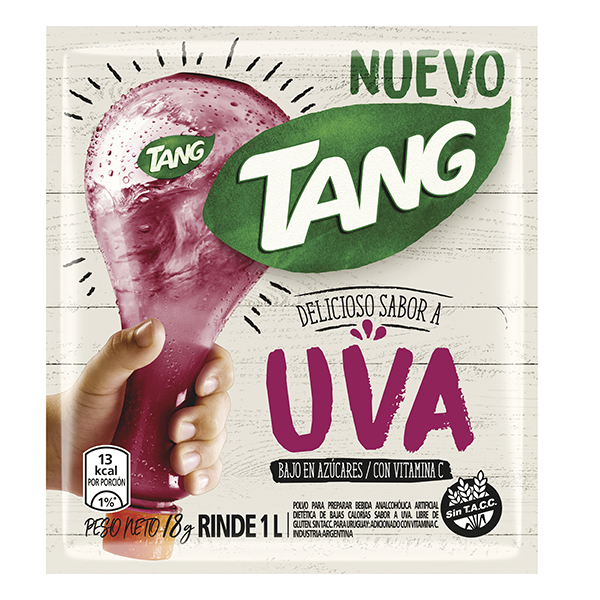 NUEVO
TANG
TANG
DELICIOSO SABOR A
UVA
BAJO EN AZÚCARES / CON VITAMINA C
13
kcal
POR PORCIÓN
1%*
PESO NETO 18g RINDE 1 L
POLVO PARA PREPARAR BEBIDA ANALCOHÓLICA ARTIFICIAL
DIETÉTICA DE BAJAS CALORÍAS SABOR A UVA. LIBRE DE
GLUTEN. SIN TACC. PARA URUGUAY: ADICIONADO CON VITAMINA C.
INDUSTRIA ARGENTINA
Sin T.A.C.C.